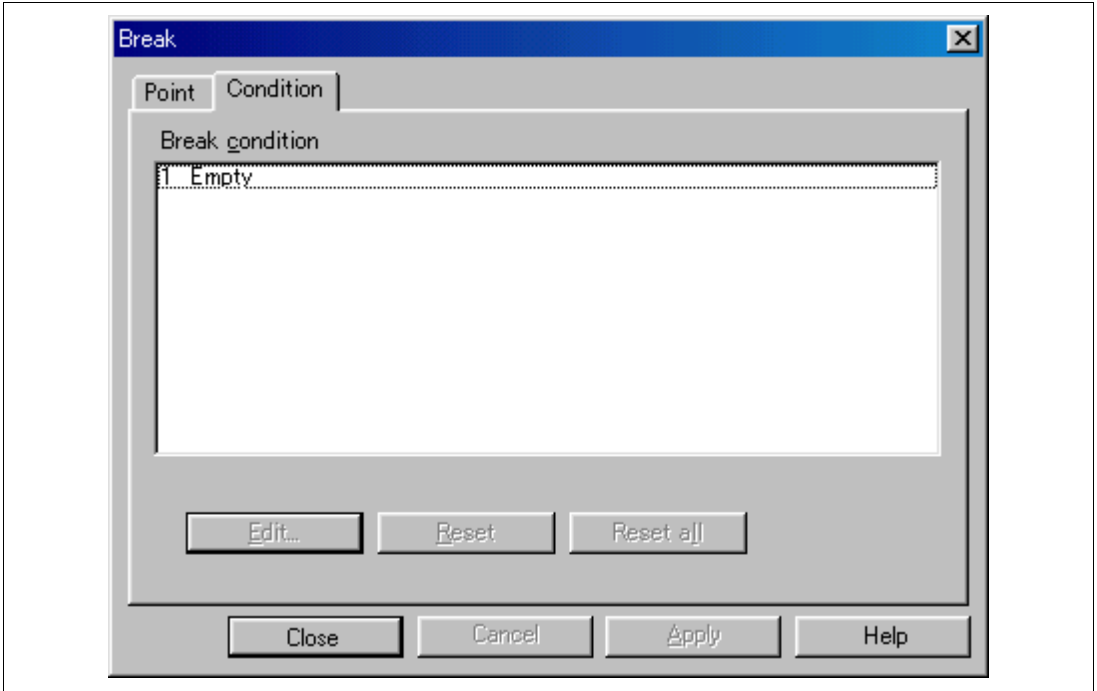 Break
Point Condition
Break condition
1 Empty
Edit... Reset Reset all
Close Cancel Apply Help